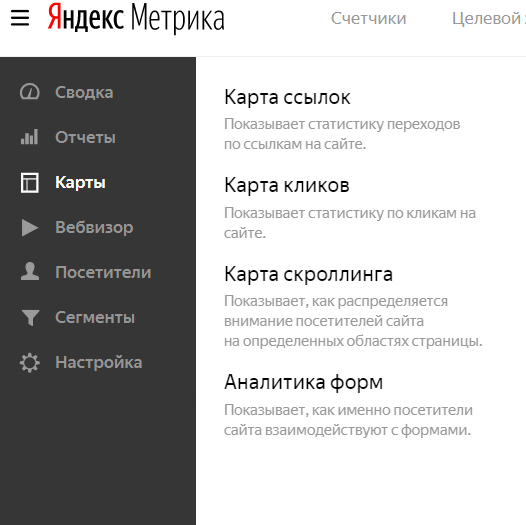 Яндекс Метрика
Счетчики
Целевой
Сводка
Отчеты
Карты
Вебвизор
Посетители
Сегменты
Настройка
Карта ссылок
Показывает статистику переходов
по ссылкам на сайте.
Карта кликов
Показывает статистику по кликам на
сайте.
Карта скроллинга
Показывает, как распределяется
внимание посетителей сайта
на определенных областях страницы.
Аналитика форм
Показывает, как именно посетители
сайта взаимодействуют с формами.